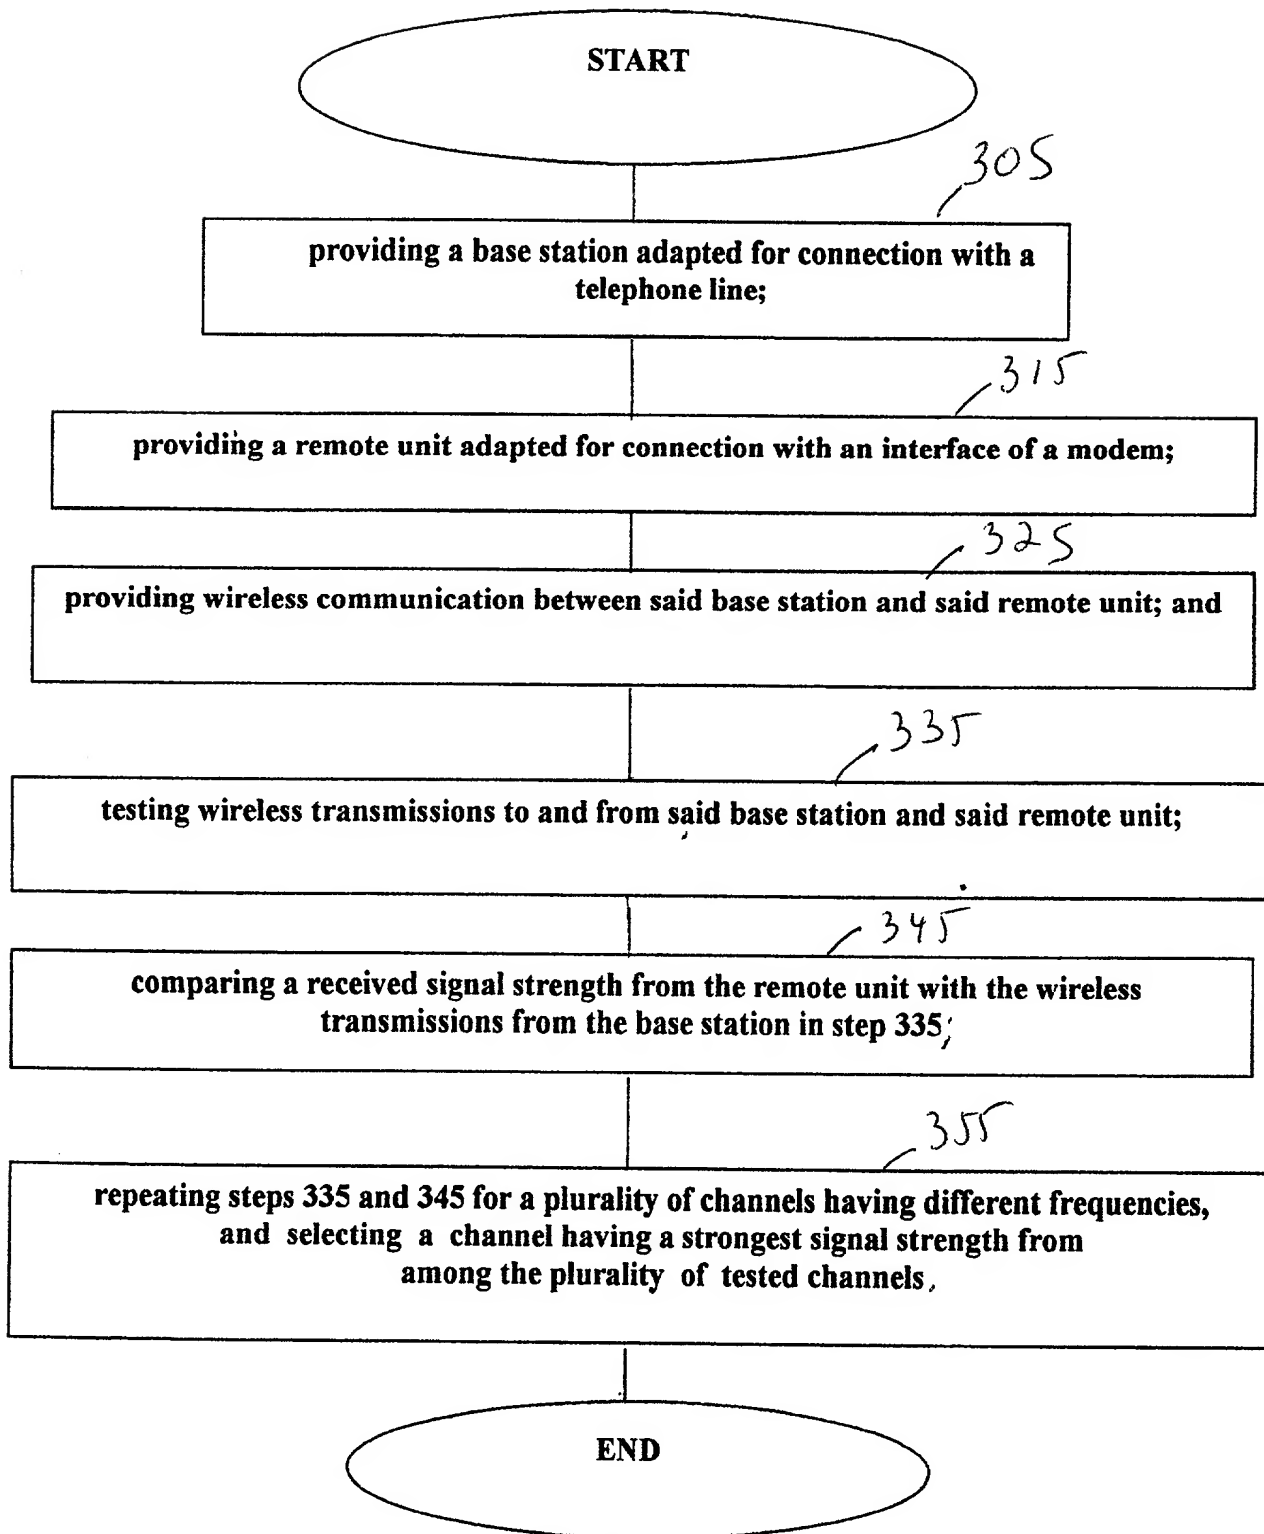 START
305
providing a base station adapted for connection with a
telephone line;
315
providing a remote unit adapted for connection with an interface of a modem;
325
providing wireless communication between said base station and said remote unit; and
335
testing wireless transmissions to and from said base station and said remote unit;
345
comparing a received signal strength from the remote unit with the wireless
transmissions from the base station in step 335;
355
repeating steps 335 and 345 for a plurality of channels having different frequencies,
and selecting a channel having a strongest signal strength from
among the plurality of tested channels.
END